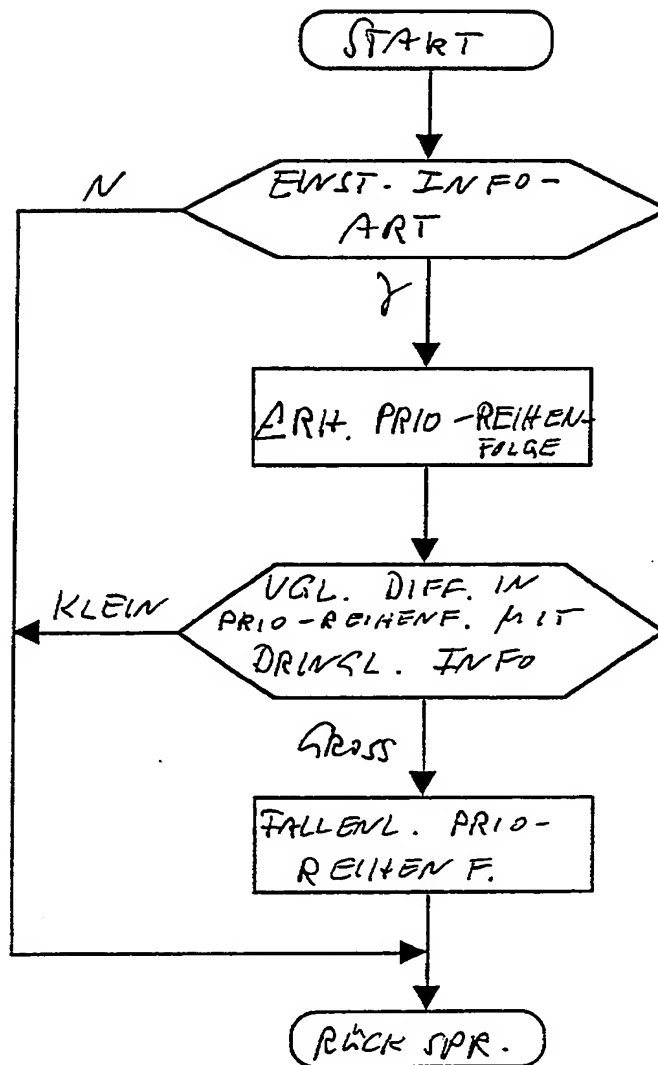 START
N
EINST. INFO-
ART
Y
ERH. PRIO-REIHEN-
FOLGE
VGL. DIFF. IN
PRIO-REIHENF. MIT
DRINGL. INFO
KLEIN
GROSS
FALLENL. PRIO-
REIHENF.
RÜCKSPR.